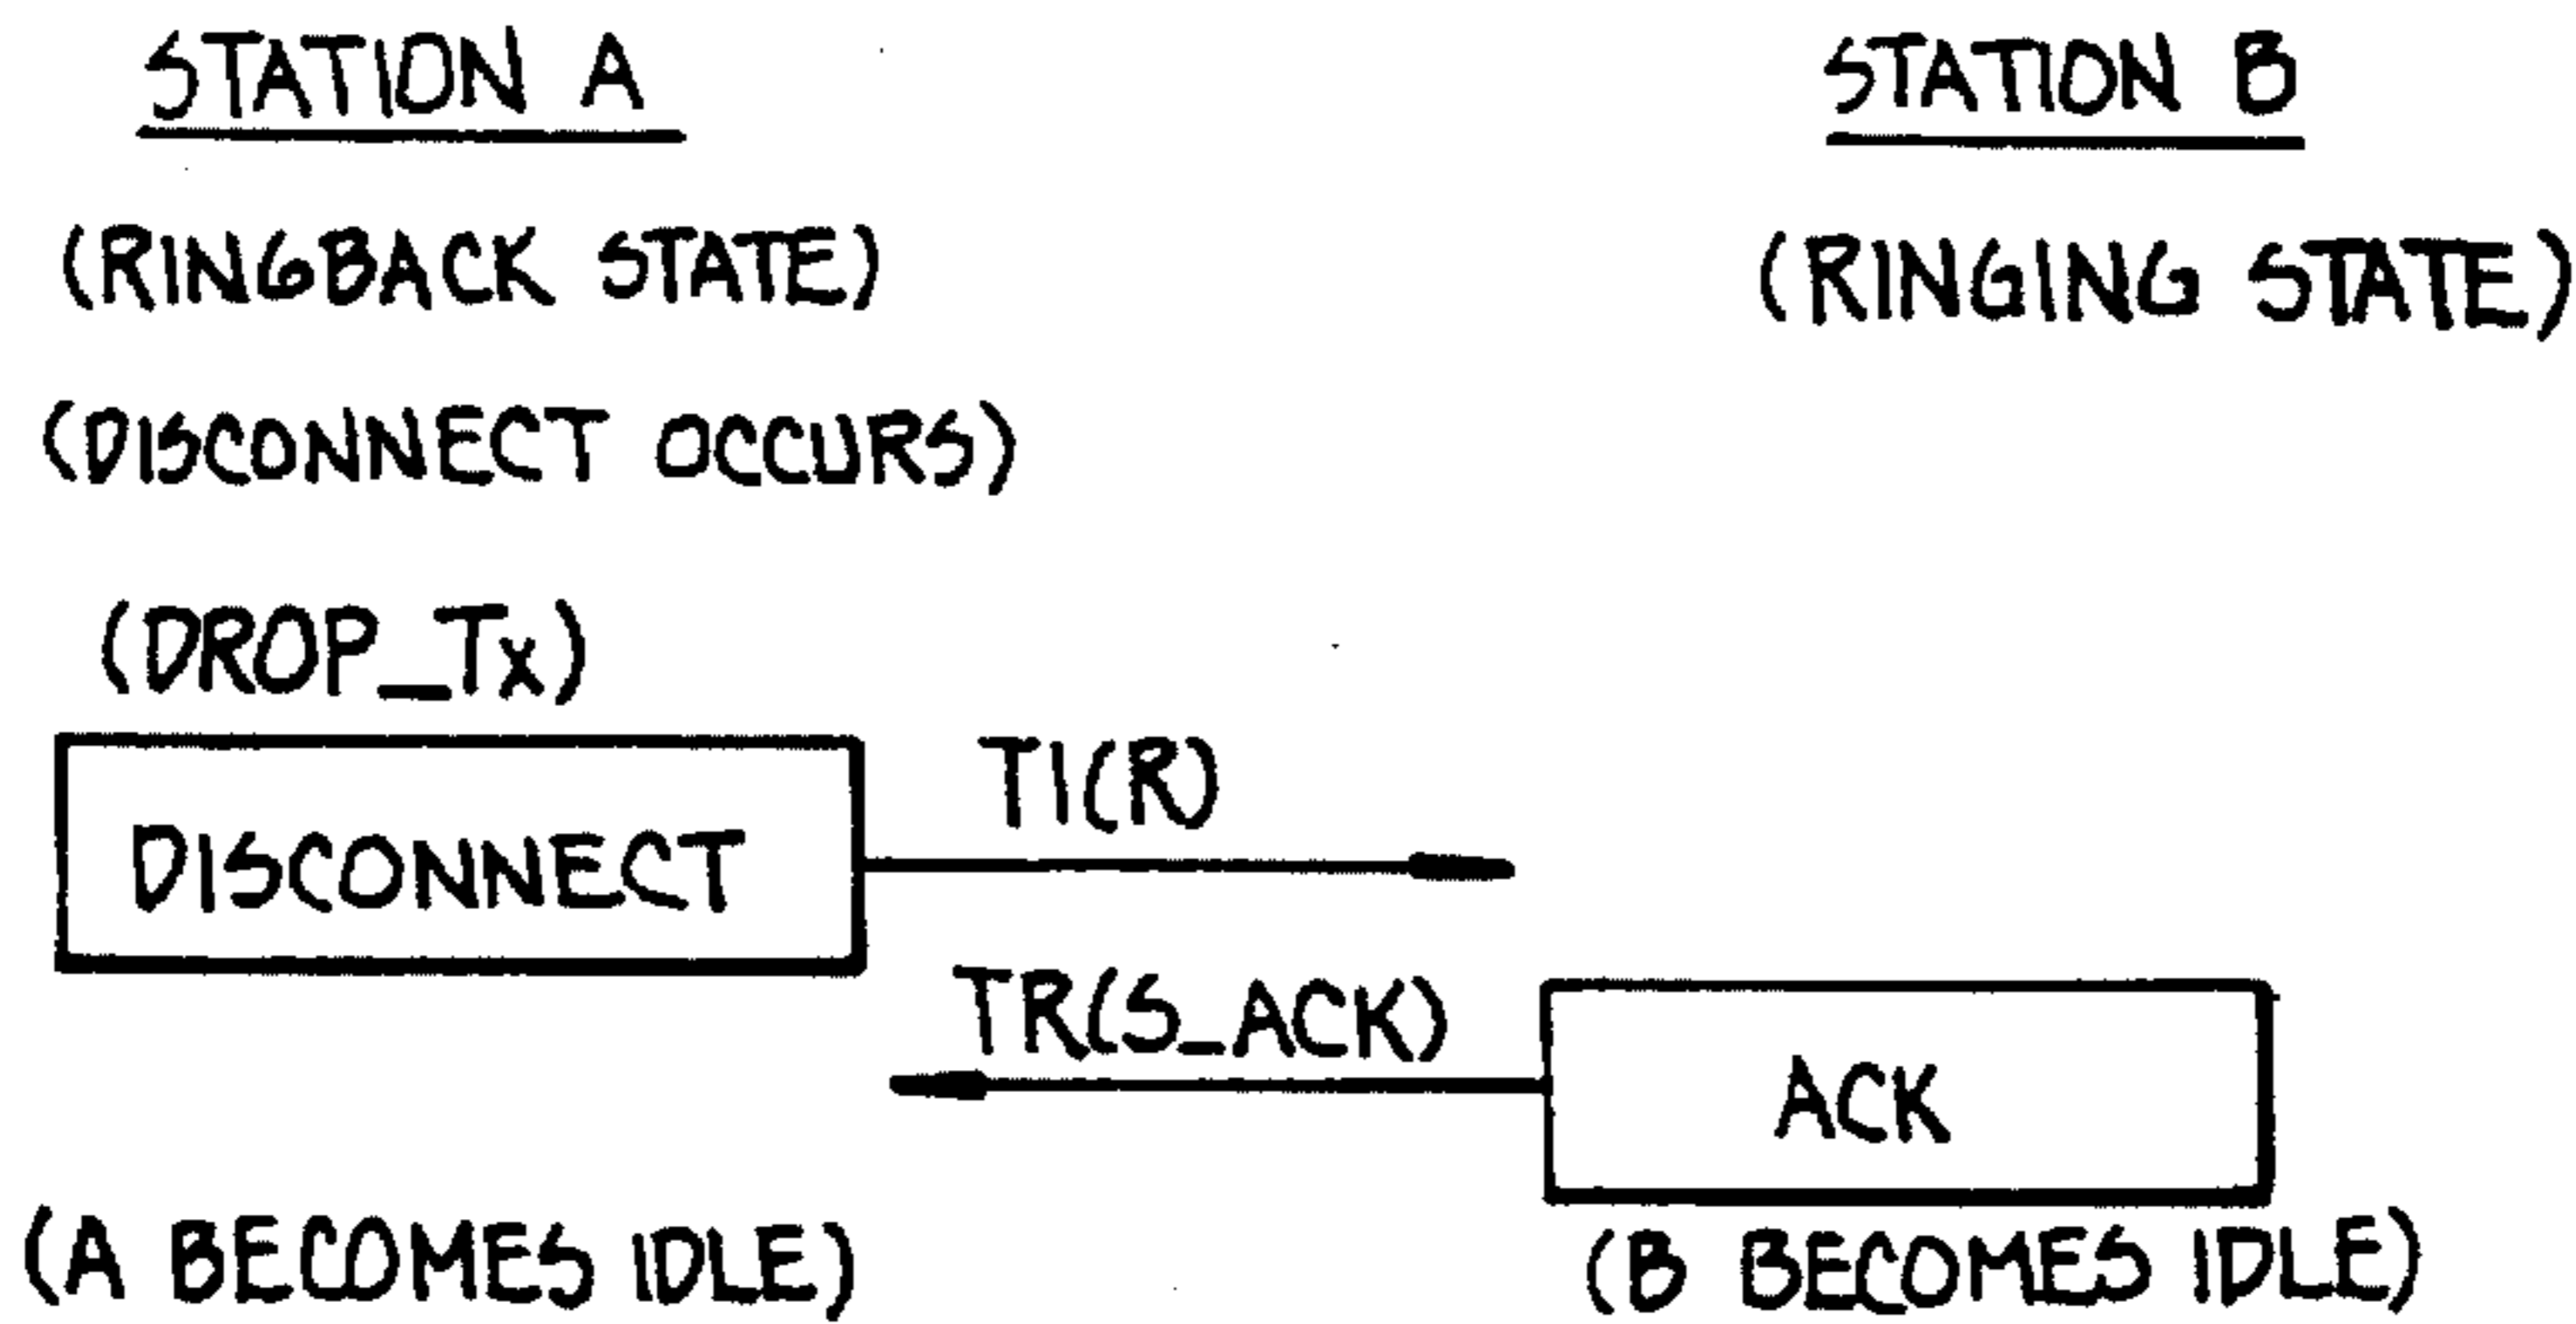 STATION A
STATION B
(RINGBACK STATE)
(RINGING STATE)
(DISCONNECT OCCURS)
(DROP_Tx)
DISCONNECT
TI(R)
TR(S_ACK)
ACK
(A BECOMES IDLE)
(B BECOMES IDLE)